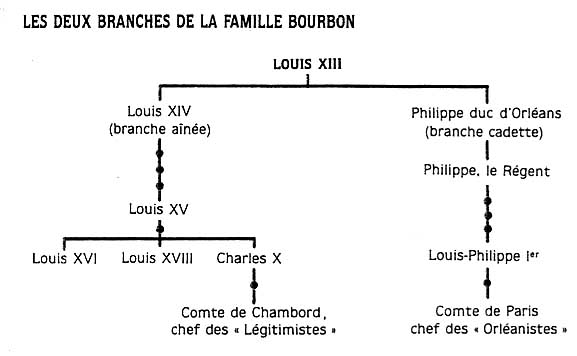 LES DEUX BRANCHES DE LA FAMILLE BOURBON
LOUIS XIII
Louis XIV
(branche aînée)
Philippe duc d'Orléans
(branche cadette)
Philippe, le Régent
Louis XV
Louis XVI
Louis XVIII
Charles X
Louis-Philippe Iᵉʳ
Comte de Chambord,
chef des « Légitimistes »
Comte de Paris
chef des « Orléanistes »